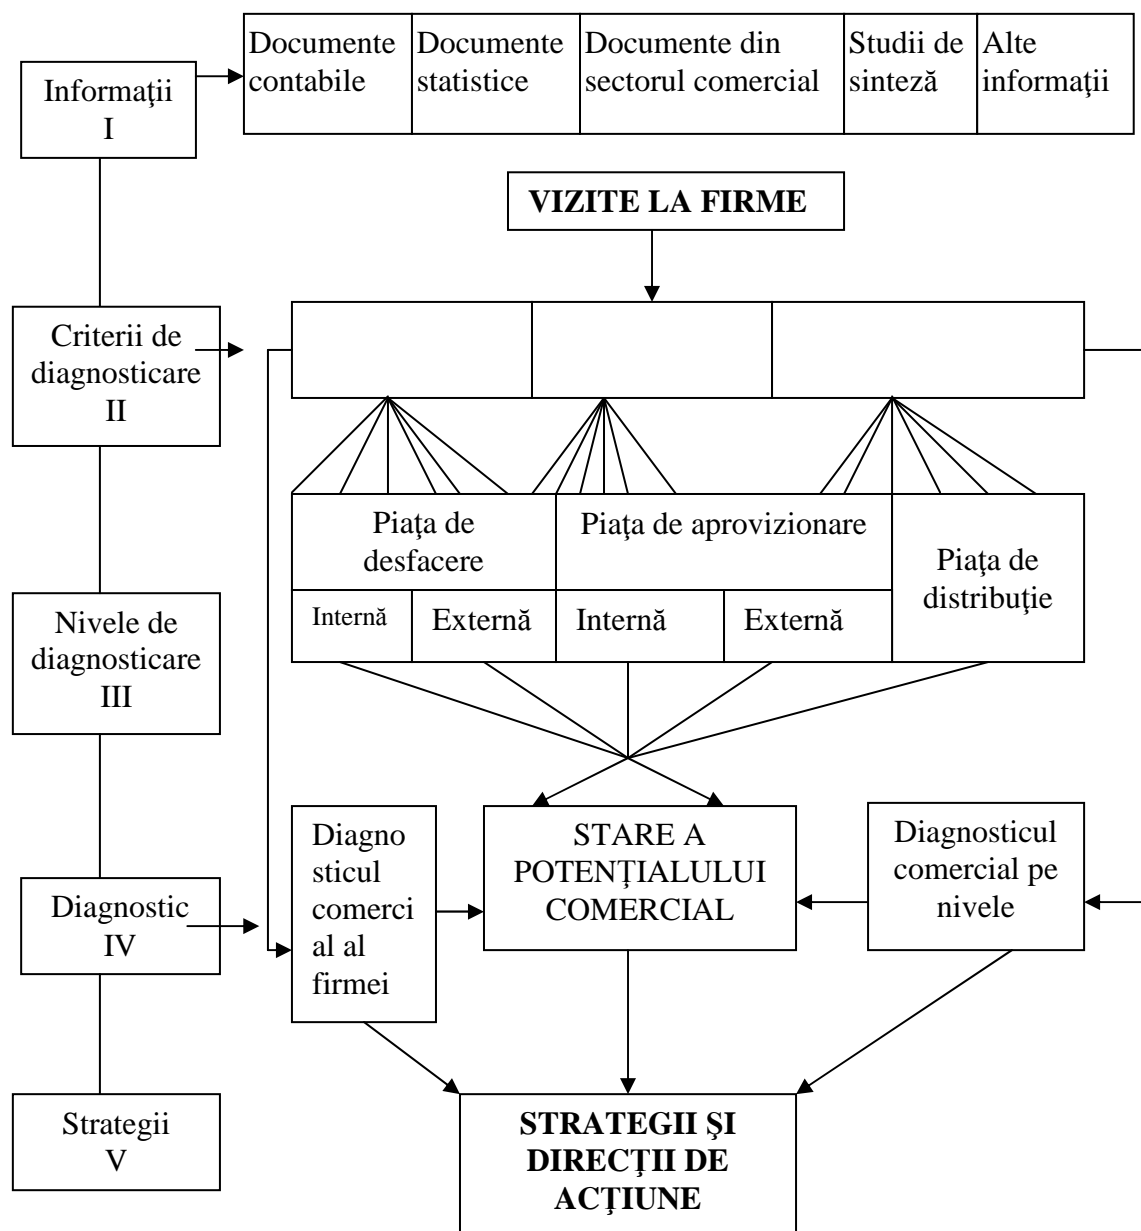 Documente
contabile
Documente
statistice
Documente din
sectorul comercial
Studii de
sinteză
Alte
informaţii
Informaţii
I
VIZITE LA FIRME
Criterii de
diagnosticare
II
Piaţa de
desfacere
Piaţa de aprovizionare
Piaţa de
distribuţie
Internă
Externă
Internă
Externă
Nivele de
diagnosticare
III
Diagno
sticul
comerci
al al
firmei
STARE A
POTENŢIALULUI
COMERCIAL
Diagnosticul
comercial pe
nivele
Diagnostic
IV
Strategii
V
STRATEGII ŞI
DIRECŢII DE
ACŢIUNE